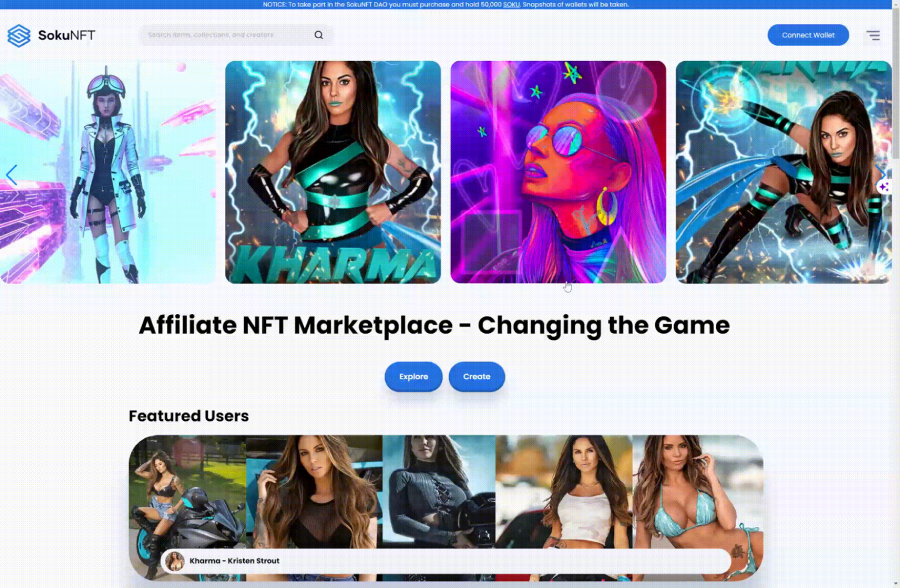 NOTICE: To take part in the SokuNFT DAO you must purchase and hold 50,000 SOKU. Snapshots of wallets will be taken.
SokuNFT
Search items, collections, and creators
Connect Wallet
KHARMA
KARMA
Affiliate NFT Marketplace - Changing the Game
Explore
Create
Featured Users
Kharma - Kristen Strout